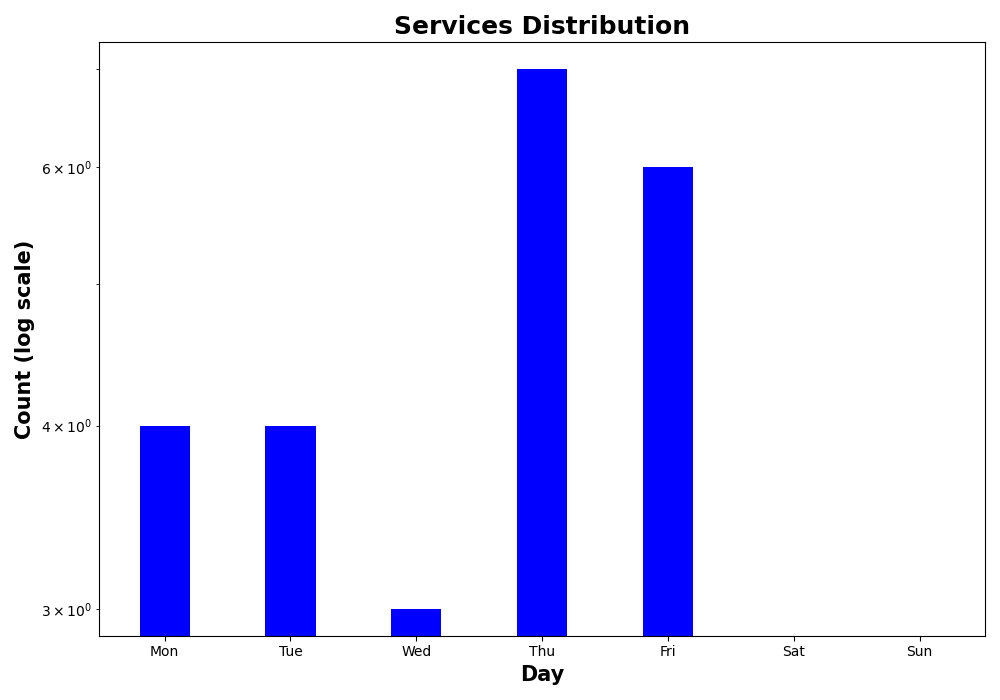 Services Distribution
Count (log scale)
6 × 10⁰
4 × 10⁰
3 × 10⁰
Mon Tue Wed Thu Fri Sat Sun
Day